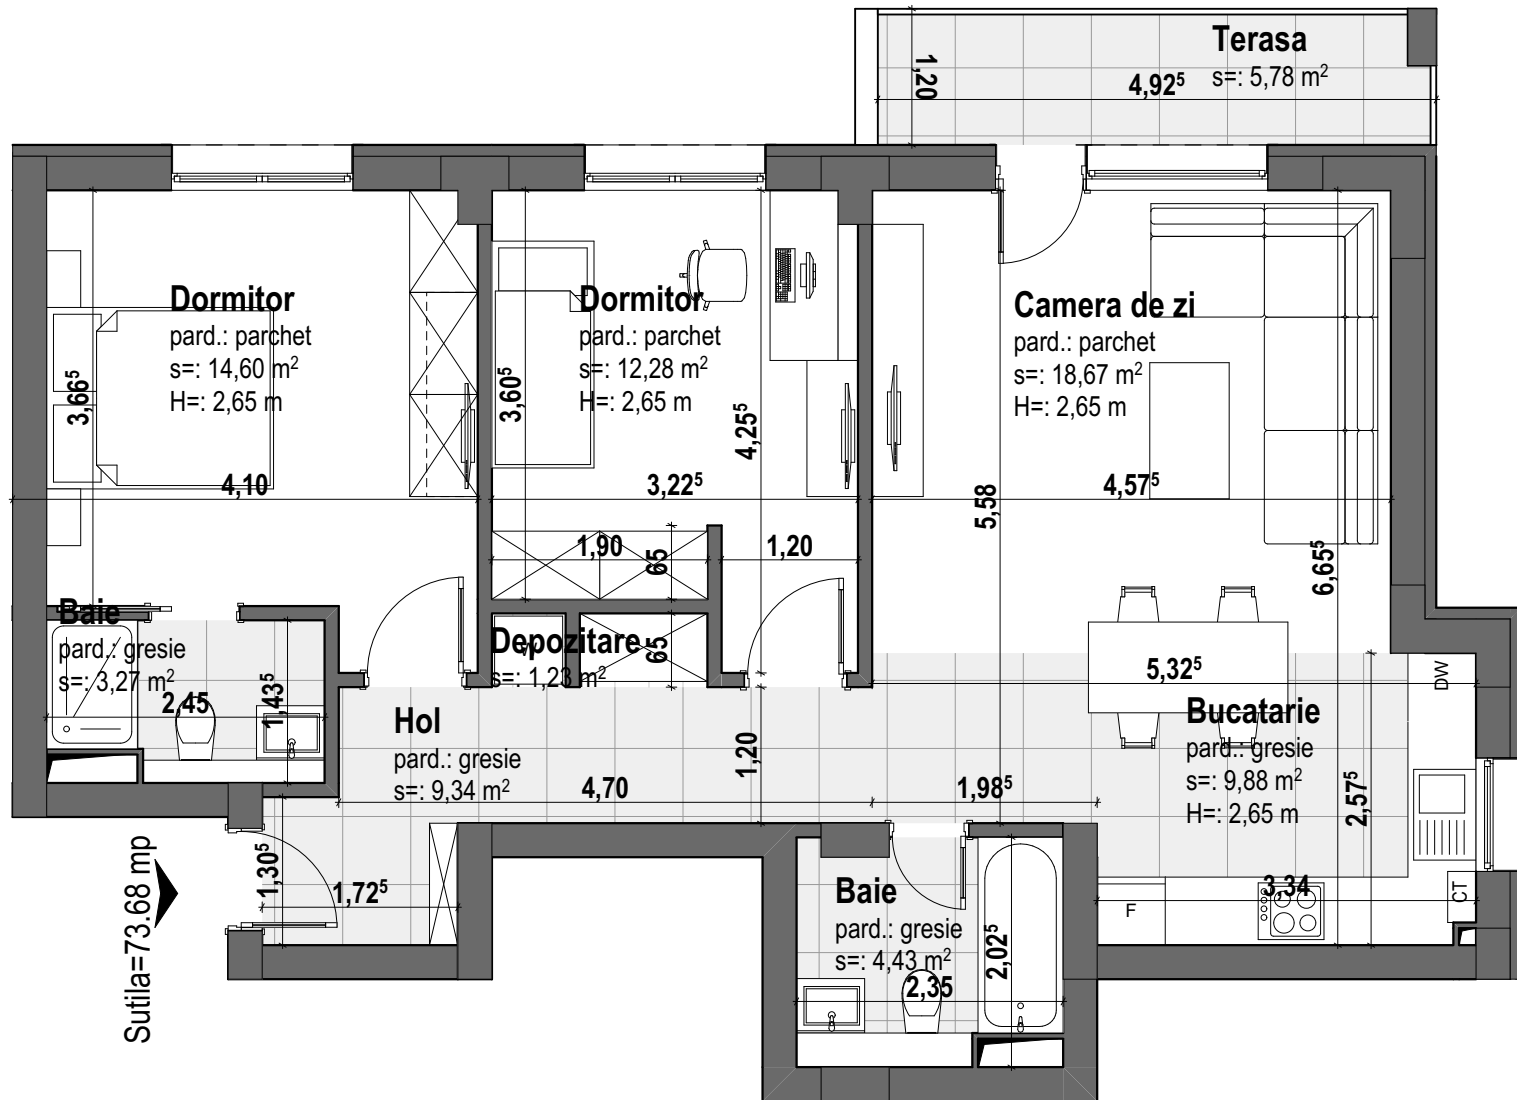 Terasa
s=: 5,78 m²
1,20
4,92⁵
Dormitor
pard.: parchet
s=: 14,60 m²
H=: 2,65 m
3,66⁵
4,10
Dormitor
pard.: parchet
s=: 12,28 m²
H=: 2,65 m
3,60⁵
4,25⁵
3,22⁵
1,90
65
1,20
Camera de zi
pard.: parchet
s=: 18,67 m²
H=: 2,65 m
5,58
4,57⁵
6,65⁵
Baie
pard.: gresie
s=: 3,27 m²
2,45
1,43⁵
Depozitare
s=: 1,23 m²
65
Hol
pard.: gresie
s=: 9,34 m²
4,70
1,20
1,98⁵
5,32⁵
DW
Bucatarie
pard.: gresie
s=: 9,88 m²
H=: 2,65 m
2,57⁵
3,34
F
CT
1,30⁵
1,72⁵
Baie
pard.: gresie
s=: 4,43 m²
2,02⁵
2,35
Sutila=73.68 mp